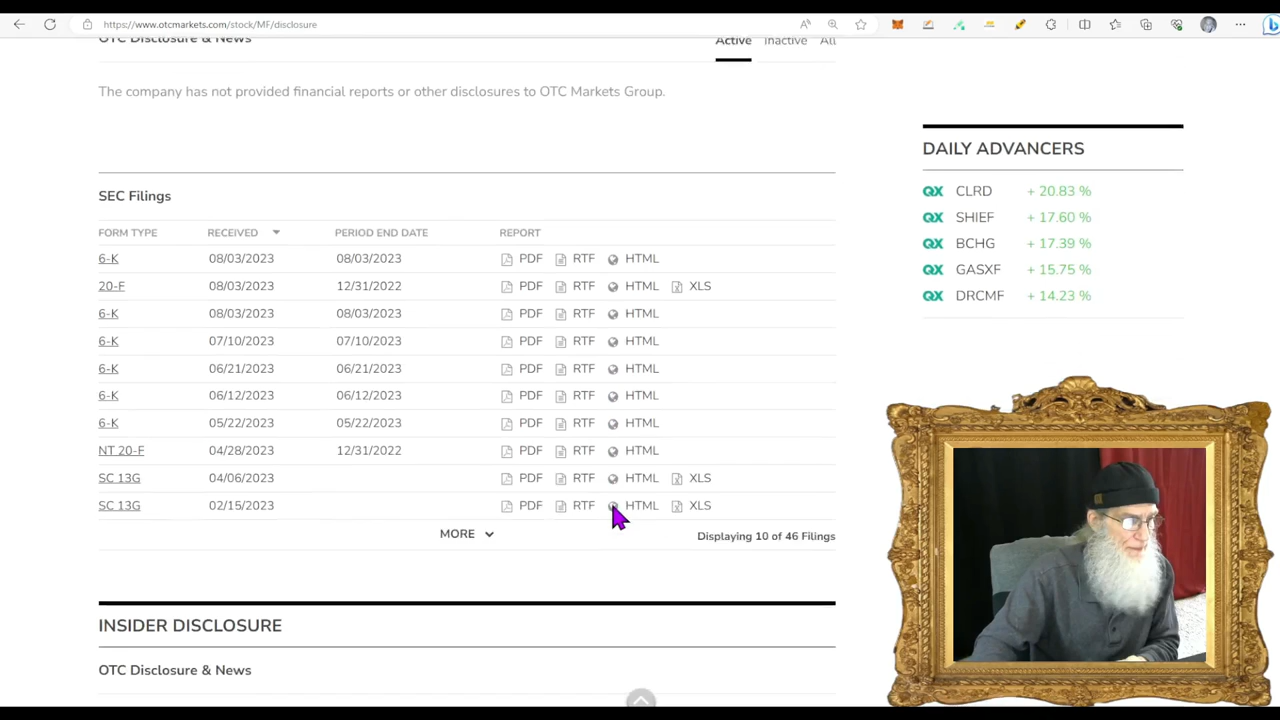 https://www.otcmarkets.com/stock/MF/disclosure
OTC Disclosure & News
Active Inactive All
The company has not provided financial reports or other disclosures to OTC Markets Group.
SEC Filings
FORM TYPE RECEIVED PERIOD END DATE REPORT
6-K 08/03/2023 08/03/2023 PDF RTF HTML
20-F 08/03/2023 12/31/2022 PDF RTF HTML XLS
6-K 08/03/2023 08/03/2023 PDF RTF HTML
6-K 07/10/2023 07/10/2023 PDF RTF HTML
6-K 06/21/2023 06/21/2023 PDF RTF HTML
6-K 06/12/2023 06/12/2023 PDF RTF HTML
6-K 05/22/2023 05/22/2023 PDF RTF HTML
NT 20-F 04/28/2023 12/31/2022 PDF RTF HTML
SC 13G 04/06/2023 PDF RTF HTML XLS
SC 13G 02/15/2023 PDF RTF HTML XLS
MORE
Displaying 10 of 46 Filings
INSIDER DISCLOSURE
OTC Disclosure & News
DAILY ADVANCERS
QX CLRD + 20.83 %
QX SHIEF + 17.60 %
QX BCHG + 17.39 %
QX GASXF + 15.75 %
QX DRCMF + 14.23 %